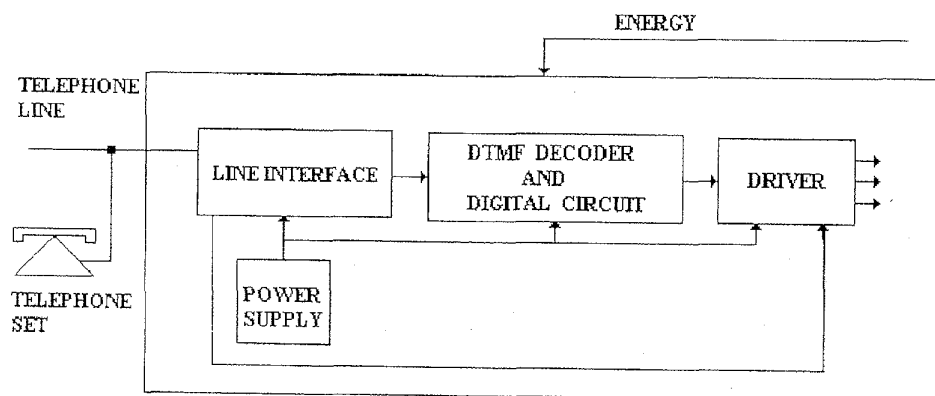 ENERGY
TELEPHONE
LINE
LINE INTERFACE
DTMF DECODER
AND
DIGITAL CIRCUIT
DRIVER
POWER
SUPPLY
TELEPHONE
SET